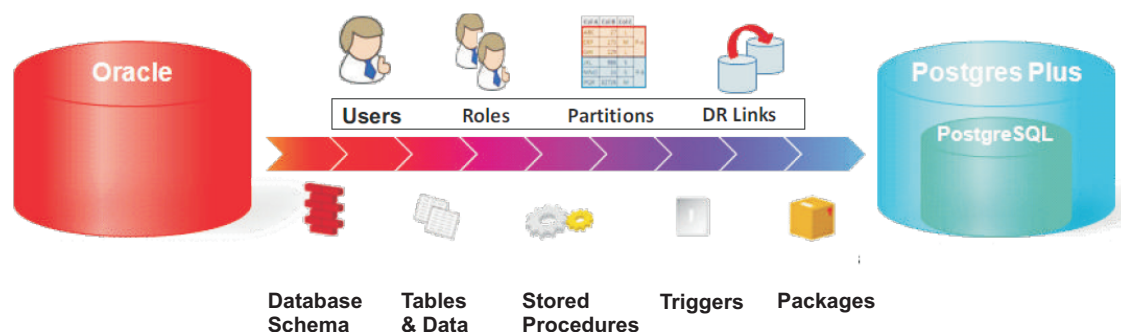 Oracle
Users Roles Partitions DR Links
Postgres Plus
PostgreSQL
Database Schema
Tables & Data
Stored Procedures
Triggers
Packages